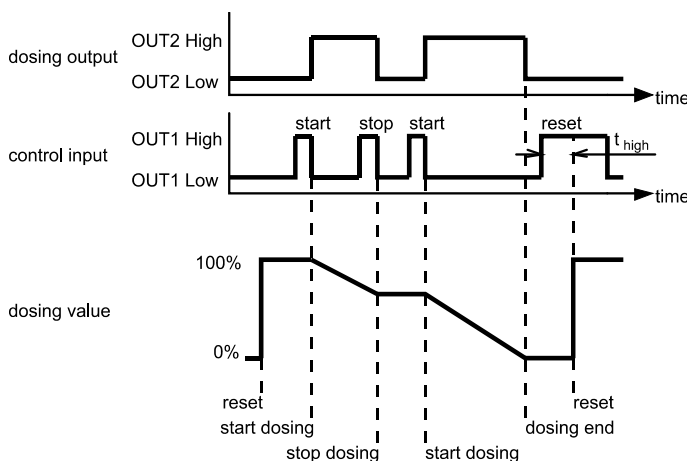 OUT2 High
dosing output
OUT2 Low
time
start stop start reset
OUT1 High
t high
control input
OUT1 Low
time
100%
dosing value
0%
reset reset
start dosing dosing end
stop dosing start dosing